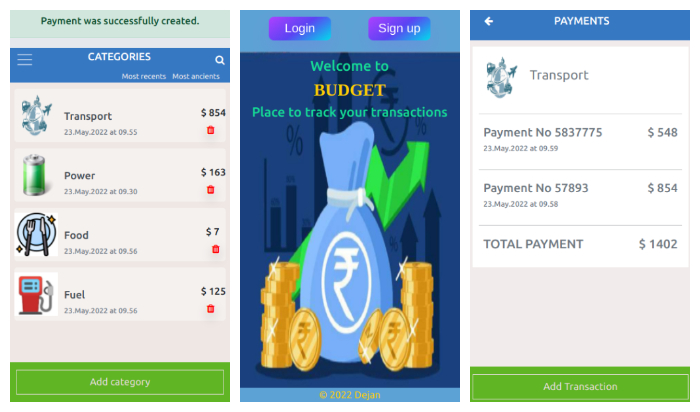 Payment was successfully created.
CATEGORIES
Most recents Most ancients
Transport $ 854
23.May.2022 at 09.55
Power $ 163
23.May.2022 at 09.30
Food $ 7
23.May.2022 at 09.56
Fuel $ 125
23.May.2022 at 09.56
Add category
Login Sign up
Welcome to
BUDGET
Place to track your transactions
% %
₹
₹ ₹
© 2022 Dejan
PAYMENTS
Transport
Payment No 5837775 $ 548
23.May.2022 at 09.59
Payment No 57893 $ 854
23.May.2022 at 09.58
TOTAL PAYMENT $ 1402
Add Transaction